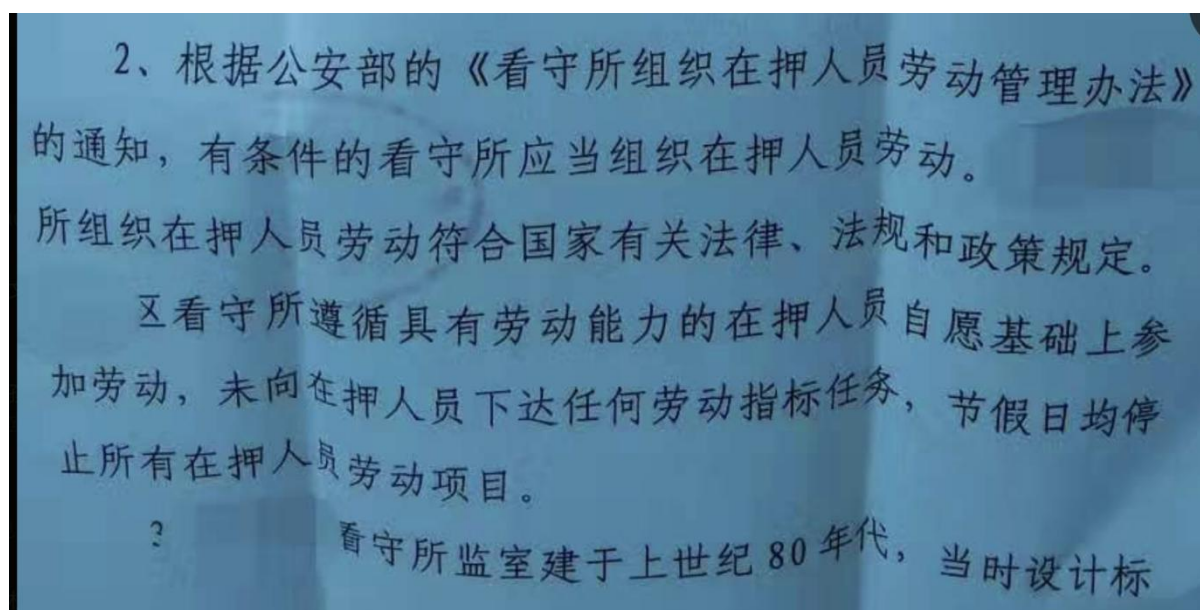 2、根据公安部的《看守所组织在押人员劳动管理办法》
的通知，有条件的看守所应当组织在押人员劳动。
所组织在押人员劳动符合国家有关法律、法规和政策规定。
区看守所遵循具有劳动能力的在押人员自愿基础上参
加劳动，未向在押人员下达任何劳动指标任务，节假日均停
止所有在押人员劳动项目。
看守所监室建于上世纪80年代，当时设计标